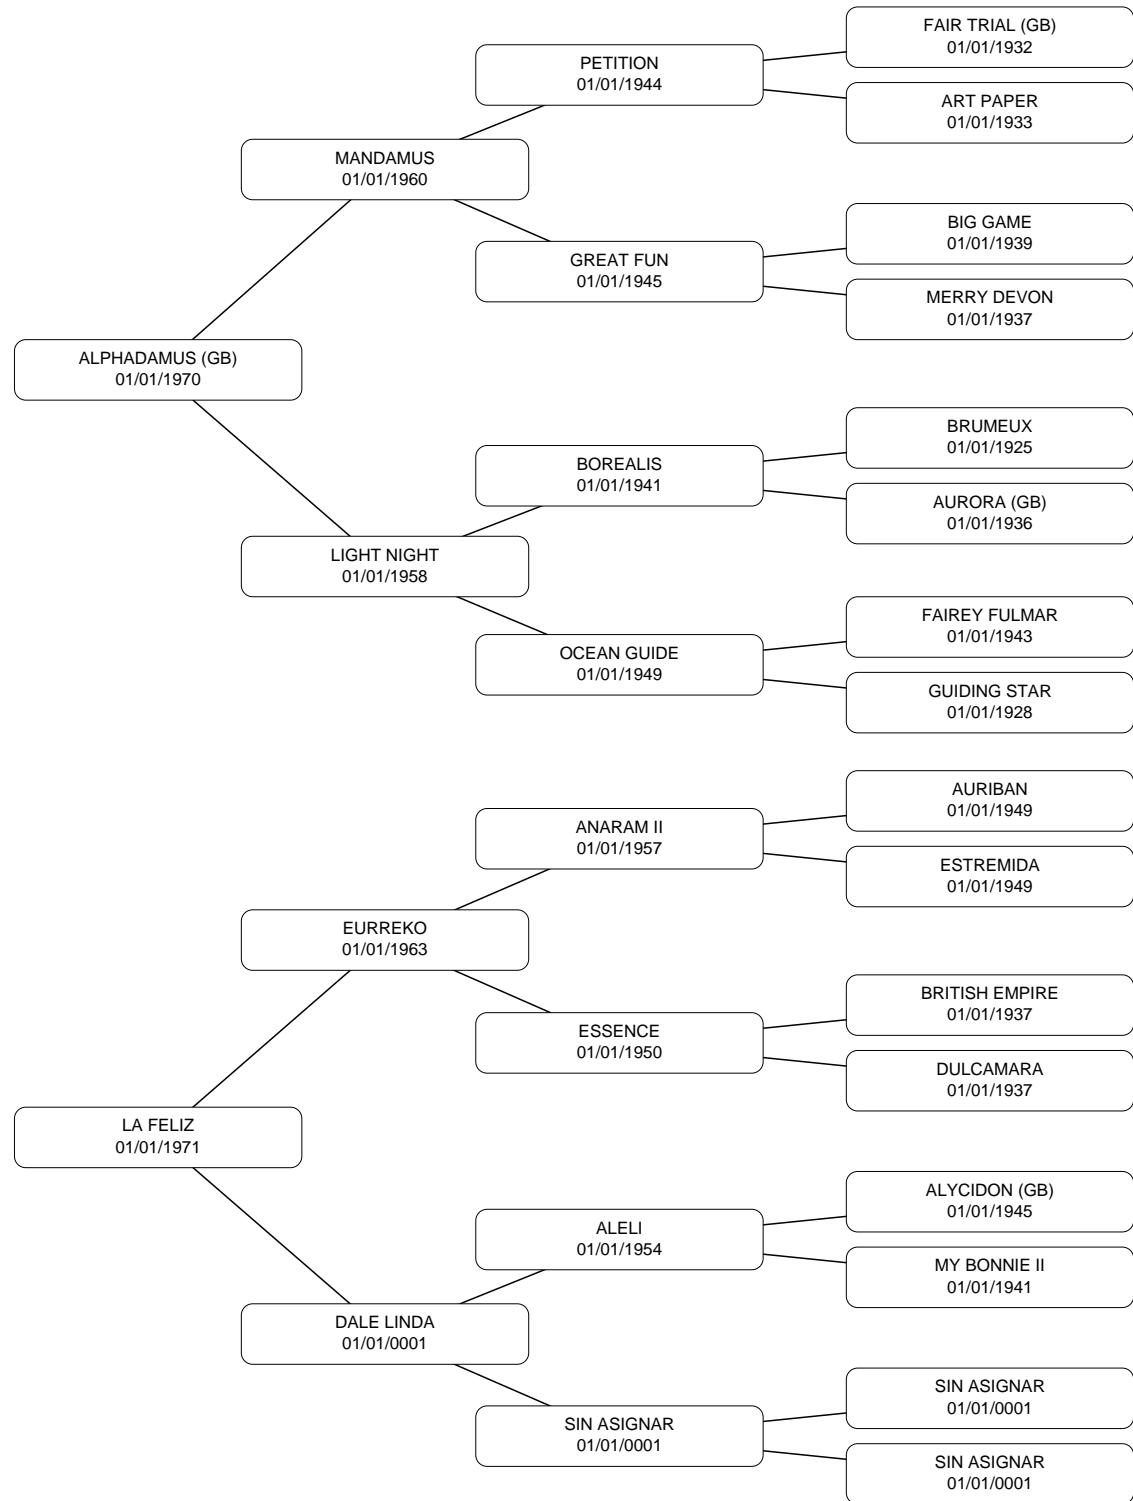 FAIR TRIAL (GB)
01/01/1932
PETITION
01/01/1944
ART PAPER
01/01/1933
MANDAMUS
01/01/1960
BIG GAME
01/01/1939
GREAT FUN
01/01/1945
MERRY DEVON
01/01/1937
ALPHADAMUS (GB)
01/01/1970
BRUMEUX
01/01/1925
BOREALIS
01/01/1941
AURORA (GB)
01/01/1936
LIGHT NIGHT
01/01/1958
FAIREY FULMAR
01/01/1943
OCEAN GUIDE
01/01/1949
GUIDING STAR
01/01/1928
AURIBAN
01/01/1949
ANARAM II
01/01/1957
ESTREMIDA
01/01/1949
EURREKO
01/01/1963
BRITISH EMPIRE
01/01/1937
ESSENCE
01/01/1950
DULCAMARA
01/01/1937
LA FELIZ
01/01/1971
ALYCIDON (GB)
01/01/1945
ALELI
01/01/1954
MY BONNIE II
01/01/1941
DALE LINDA
01/01/0001
SIN ASIGNAR
01/01/0001
SIN ASIGNAR
01/01/0001
SIN ASIGNAR
01/01/0001